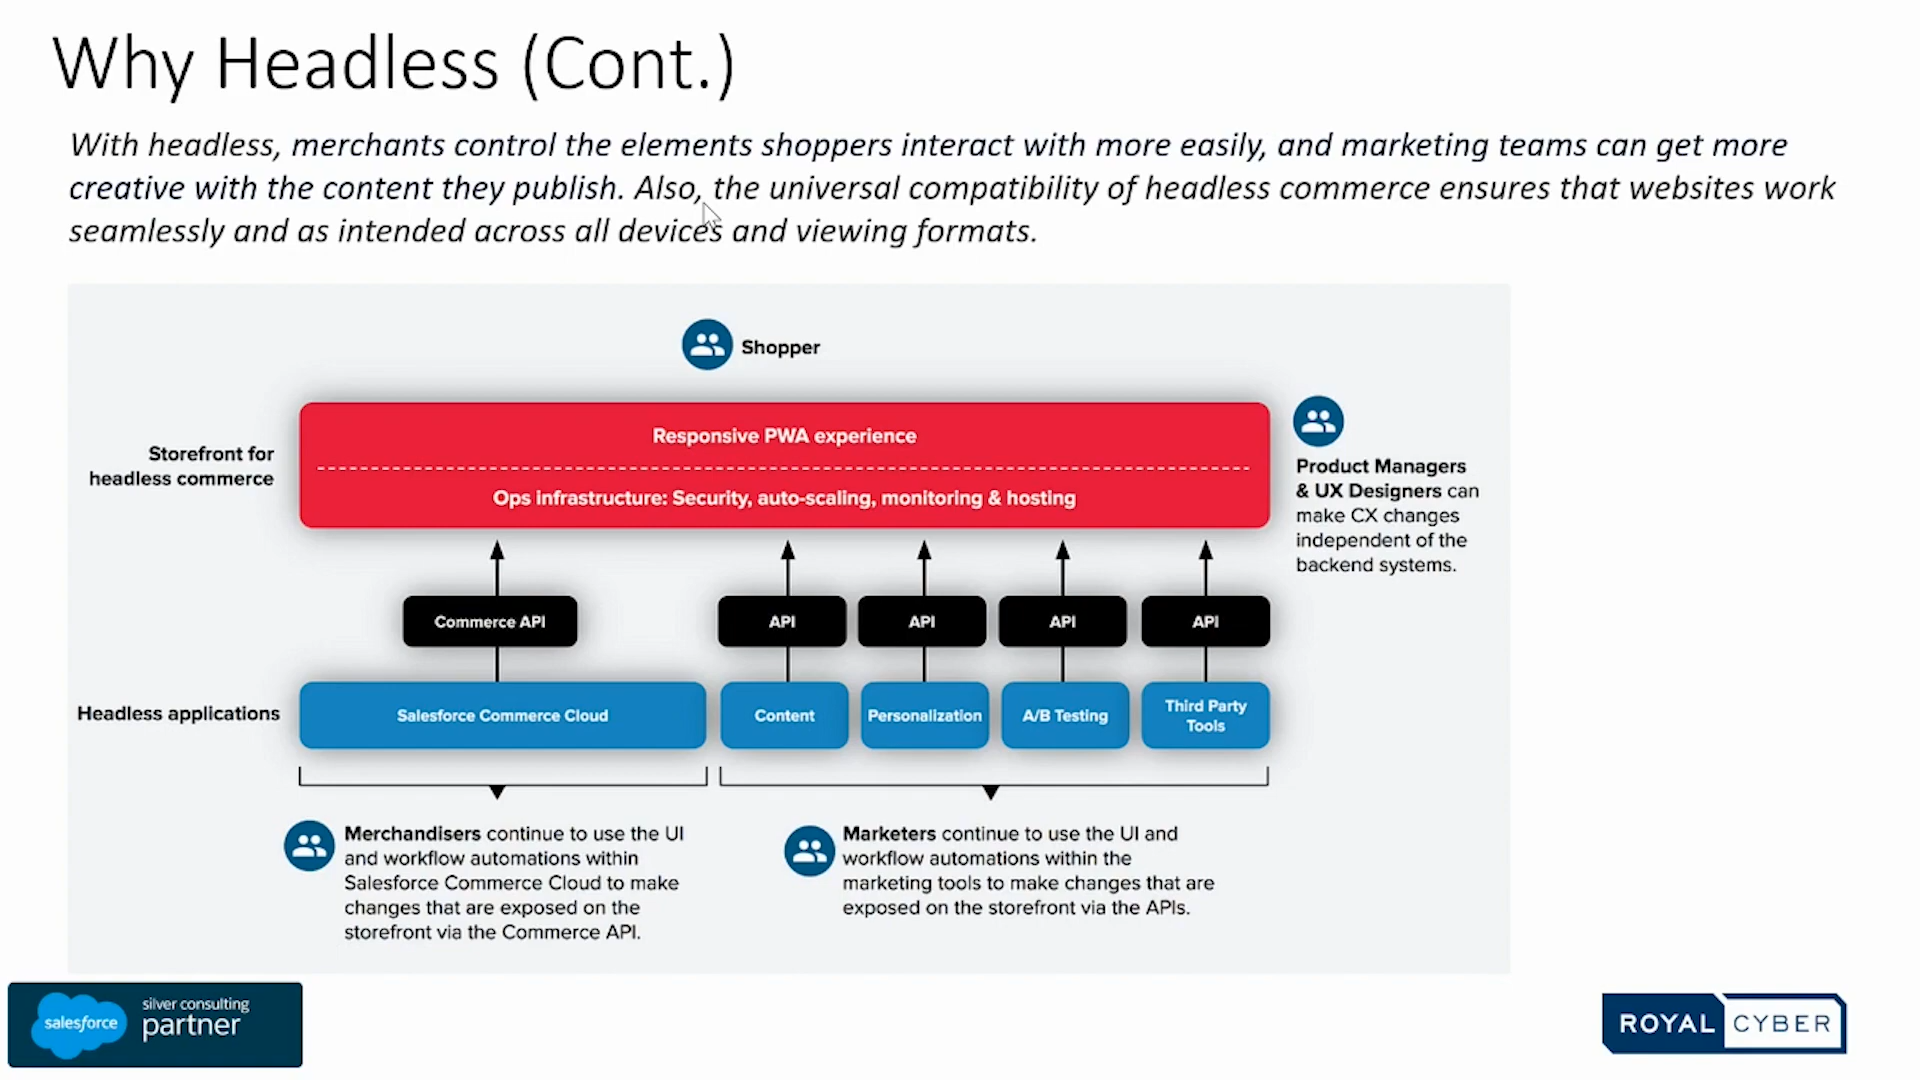 Why Headless (Cont.)
With headless, merchants control the elements shoppers interact with more easily, and marketing teams can get more
creative with the content they publish. Also, the universal compatibility of headless commerce ensures that websites work
seamlessly and as intended across all devices and viewing formats.
Shopper
Storefront for
headless commerce
Responsive PWA experience
Ops infrastructure: Security, auto-scaling, monitoring & hosting
Product Managers
& UX Designers can
make CX changes
independent of the
backend systems.
Commerce API
API
API
API
API
Headless applications
Salesforce Commerce Cloud
Content
Personalization
A/B Testing
Third Party
Tools
Merchandisers continue to use the UI
and workflow automations within
Salesforce Commerce Cloud to make
changes that are exposed on the
storefront via the Commerce API.
Marketers continue to use the UI and
workflow automations within the
marketing tools to make changes that are
exposed on the storefront via the APIs.
salesforce
silver consulting
partner
ROYAL CYBER